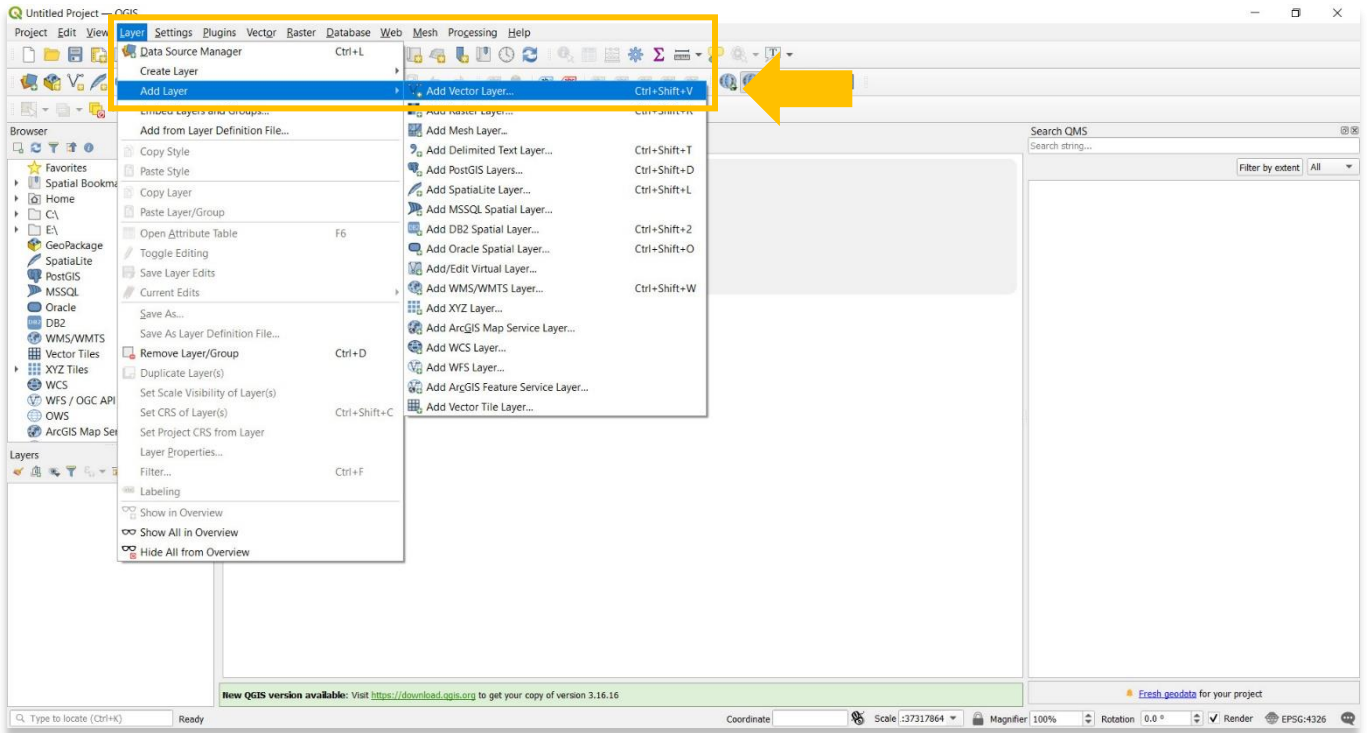 Untitled Project — QGIS
Project Edit View Layer Settings Plugins Vector Raster Database Web Mesh Processing Help
Data Source Manager Ctrl+L
Create Layer
Add Layer
Embed Layers and Groups...
Add from Layer Definition File...
Copy Style
Paste Style
Copy Layer
Paste Layer/Group
Open Attribute Table F6
Toggle Editing
Save Layer Edits
Current Edits
Save As...
Save As Layer Definition File...
Remove Layer/Group Ctrl+D
Duplicate Layer(s)
Set Scale Visibility of Layer(s)
Set CRS of Layer(s) Ctrl+Shift+C
Set Project CRS from Layer
Layer Properties...
Filter... Ctrl+F
Labeling
Show in Overview
Show All in Overview
Hide All from Overview
Add Vector Layer... Ctrl+Shift+V
Add Raster Layer... Ctrl+Shift+R
Add Mesh Layer...
Add Delimited Text Layer... Ctrl+Shift+T
Add PostGIS Layers... Ctrl+Shift+D
Add SpatiaLite Layer... Ctrl+Shift+L
Add MSSQL Spatial Layer...
Add DB2 Spatial Layer... Ctrl+Shift+2
Add Oracle Spatial Layer... Ctrl+Shift+O
Add/Edit Virtual Layer...
Add WMS/WMTS Layer... Ctrl+Shift+W
Add XYZ Layer...
Add ArcGIS Map Service Layer...
Add WCS Layer...
Add WFS Layer...
Add ArcGIS Feature Service Layer...
Add Vector Tile Layer...
Browser
Favorites
Spatial Bookma
Home
C:\
E:\
GeoPackage
SpatiaLite
PostGIS
MSSQL
Oracle
DB2
WMS/WMTS
Vector Tiles
XYZ Tiles
WCS
WFS / OGC API
OWS
ArcGIS Map Ser
Layers
Search QMS
Search string...
Filter by extent All
New QGIS version available: Visit https://download.qgis.org to get your copy of version 3.16.16
Fresh geodata for your project
Type to locate (Ctrl+K) Ready Coordinate Scale :37317864 Magnifier 100% Rotation 0.0 ° Render EPSG:4326